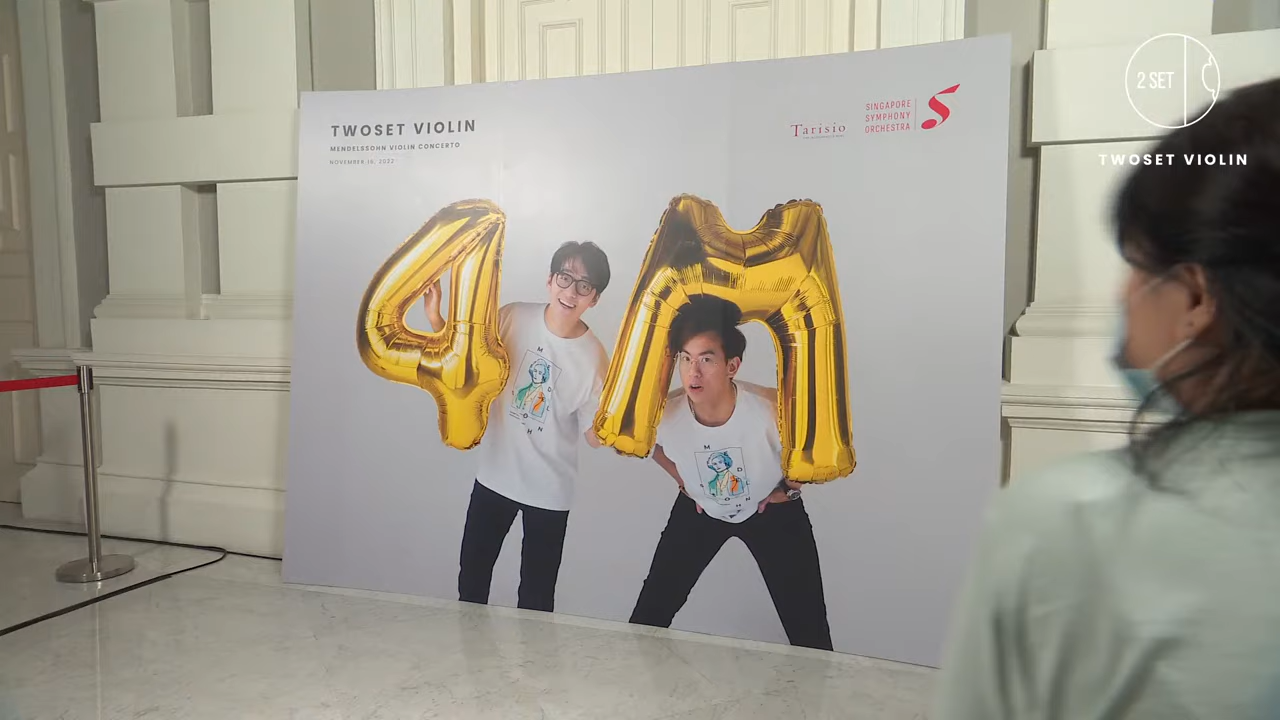 TWOSET VIOLIN
MENDELSSOHN VIOLIN CONCERTO
NOVEMBER 16, 2022
Tarisio
SINGAPORE
SYMPHONY
ORCHESTRA
2 SET
TWOSET VIOLIN
4M